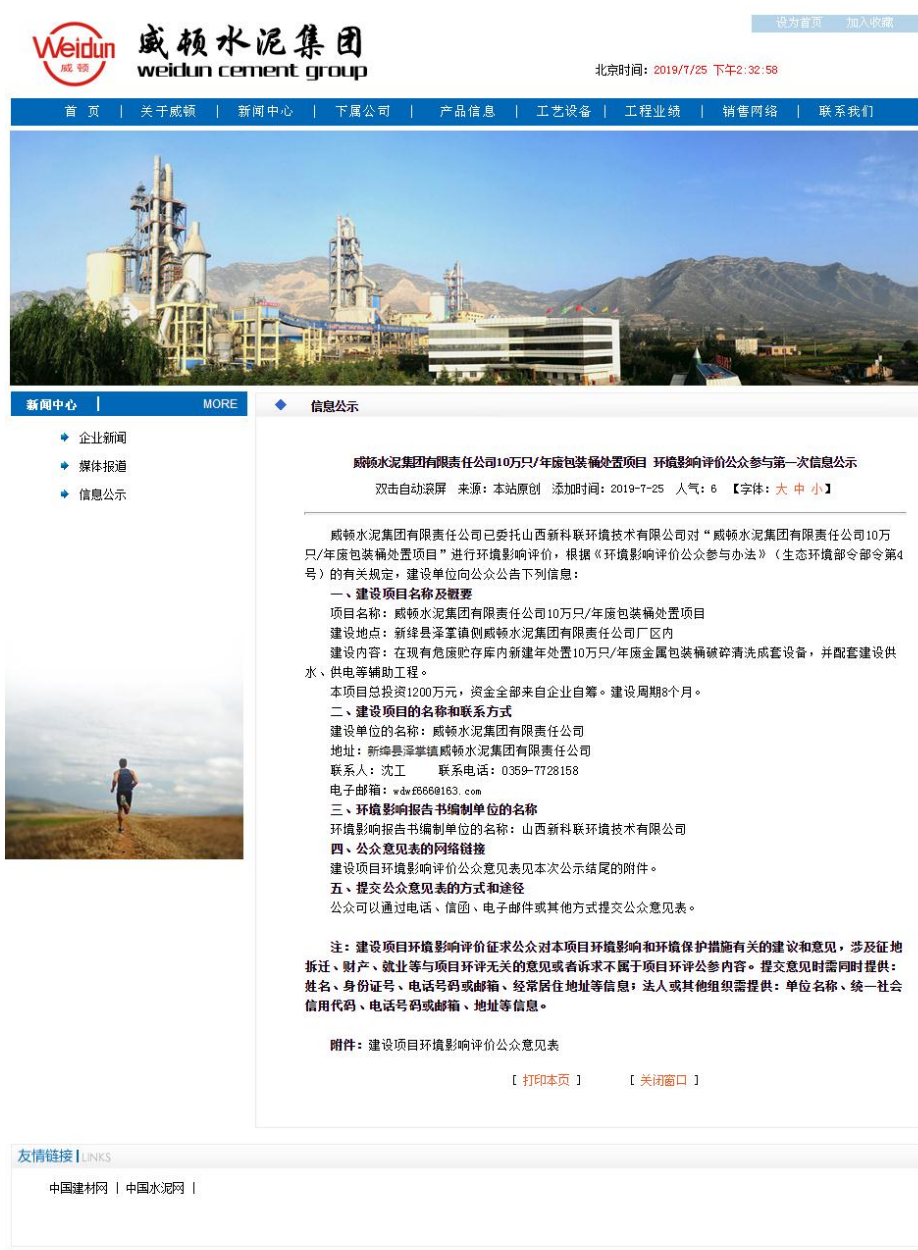 设为首页 加入收藏
Weidun
威顿
威顿水泥集团
weidun cement group
北京时间：2019/7/25 下午2:32:58
首 页 | 关于威顿 | 新闻中心 | 下属公司 | 产品信息 | 工艺设备 | 工程业绩 | 销售网络 | 联系我们
新闻中心 | MORE
企业新闻
媒体报道
信息公示
信息公示
威顿水泥集团有限责任公司10万只/年废包装桶处置项目 环境影响评价公众参与第一次信息公示
双击自动滚屏 来源：本站原创 添加时间：2019-7-25 人气：6 【字体：大 中 小】
威顿水泥集团有限责任公司已委托山西新科联环境技术有限公司对“威顿水泥集团有限责任公司10万
只/年废包装桶处置项目”进行环境影响评价，根据《环境影响评价公众参与办法》（生态环境部令部令第4
号）的有关规定，建设单位向公众公告下列信息：
一、建设项目名称及概要
项目名称：威顿水泥集团有限责任公司10万只/年废包装桶处置项目
建设地点：新绛县泽掌镇侧威顿水泥集团有限责任公司厂区内
建设内容：在现有危废贮存库内新建年处置10万只/年废金属包装桶破碎清洗成套设备，并配套建设供
水、供电等辅助工程。
本项目总投资1200万元，资金全部来自企业自筹。建设周期8个月。
二、建设项目的名称和联系方式
建设单位的名称：威顿水泥集团有限责任公司
地址：新绛县泽掌镇威顿水泥集团有限责任公司
联系人：沈工 联系电话：0359-7728158
电子邮箱：wdwf666@163.com
三、环境影响报告书编制单位的名称
环境影响报告书编制单位的名称：山西新科联环境技术有限公司
四、公众意见表的网络链接
建设项目环境影响评价公众意见表见本次公示结尾的附件。
五、提交公众意见表的方式和途径
公众可以通过电话、信函、电子邮件或其他方式提交公众意见表。
注：建设项目环境影响评价征求公众对本项目环境影响和环境保护措施有关的建议和意见，涉及征地
拆迁、财产、就业等与项目环评无关的意见或者诉求不属于项目环评公参内容。提交意见时需同时提供：
姓名、身份证号、电话号码或邮箱、经常居住地址等信息；法人或其他组织需提供：单位名称、统一社会
信用代码、电话号码或邮箱、地址等信息。
附件：建设项目环境影响评价公众意见表
[ 打印本页 ] [ 关闭窗口 ]
友情链接 | LINKS
中国建材网 | 中国水泥网 |